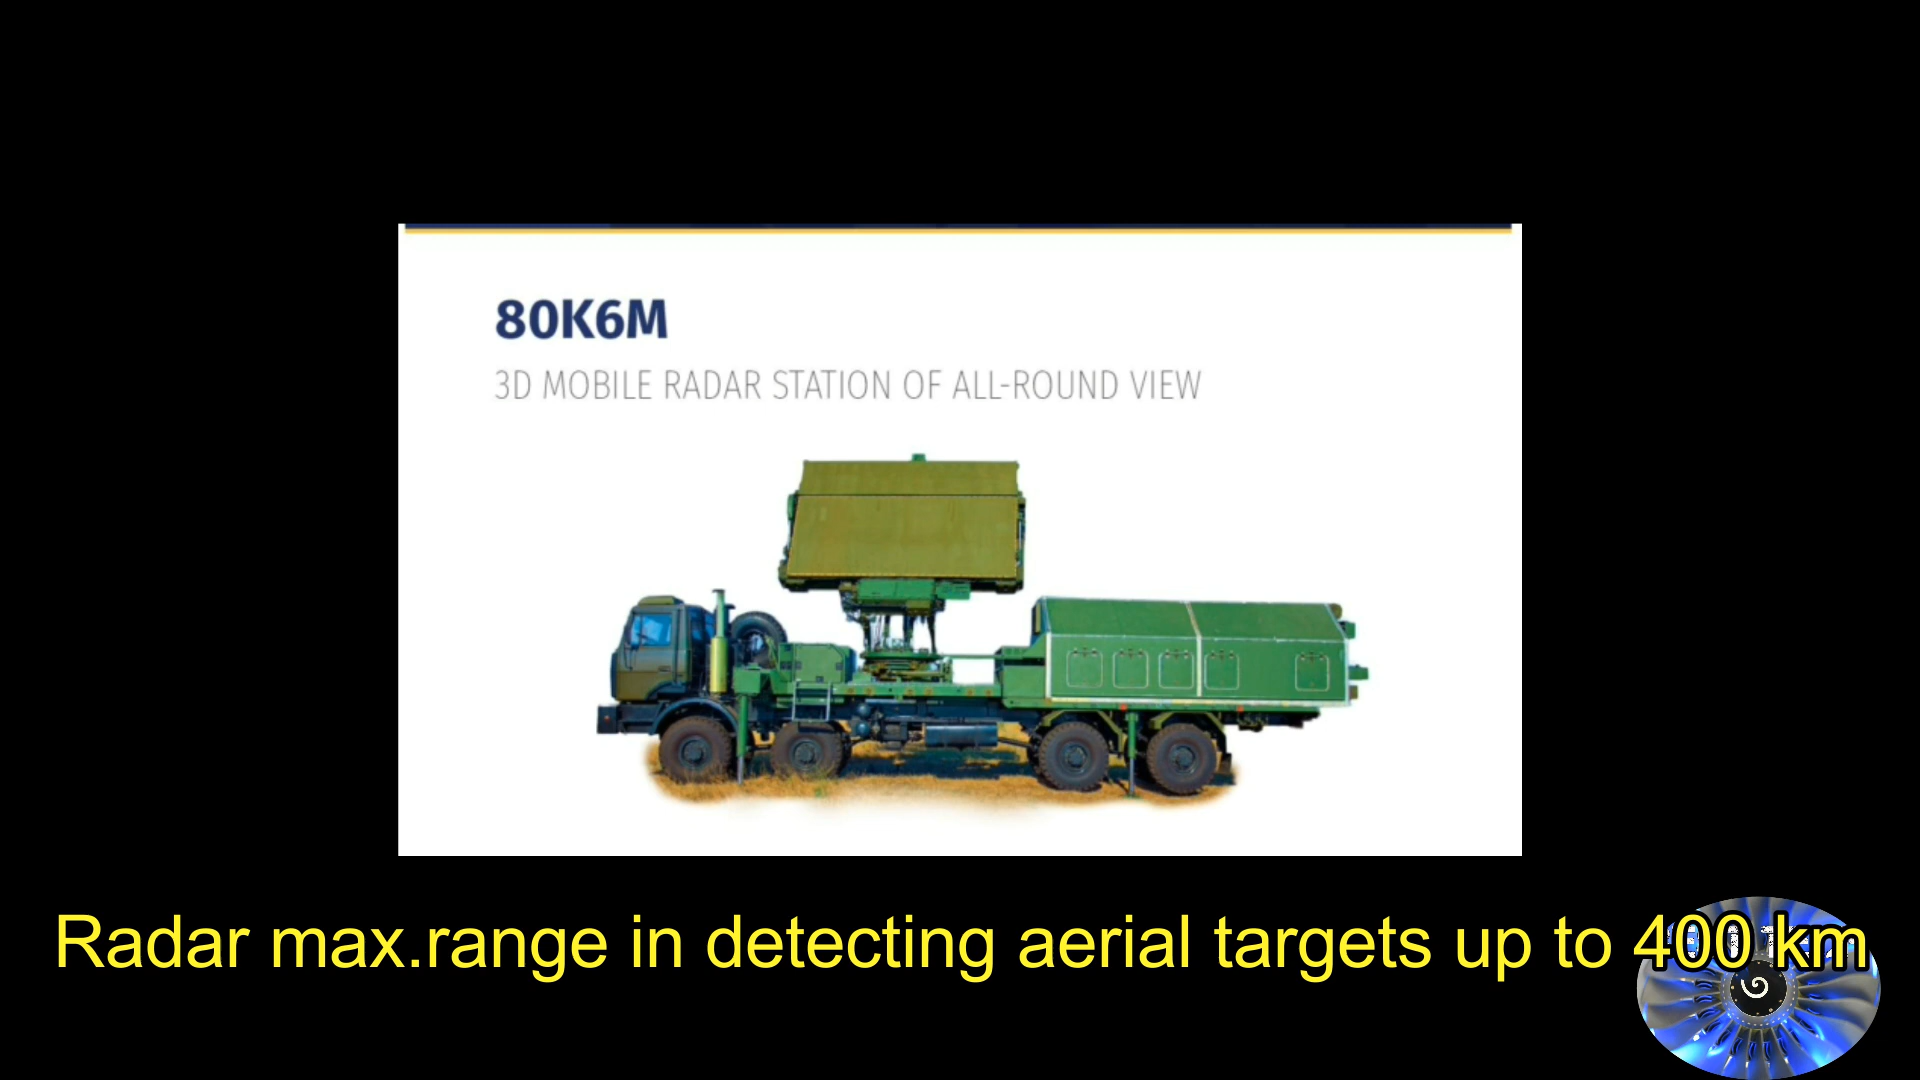 80K6M
3D MOBILE RADAR STATION OF ALL-ROUND VIEW
Radar max.range in detecting aerial targets up to 400 km